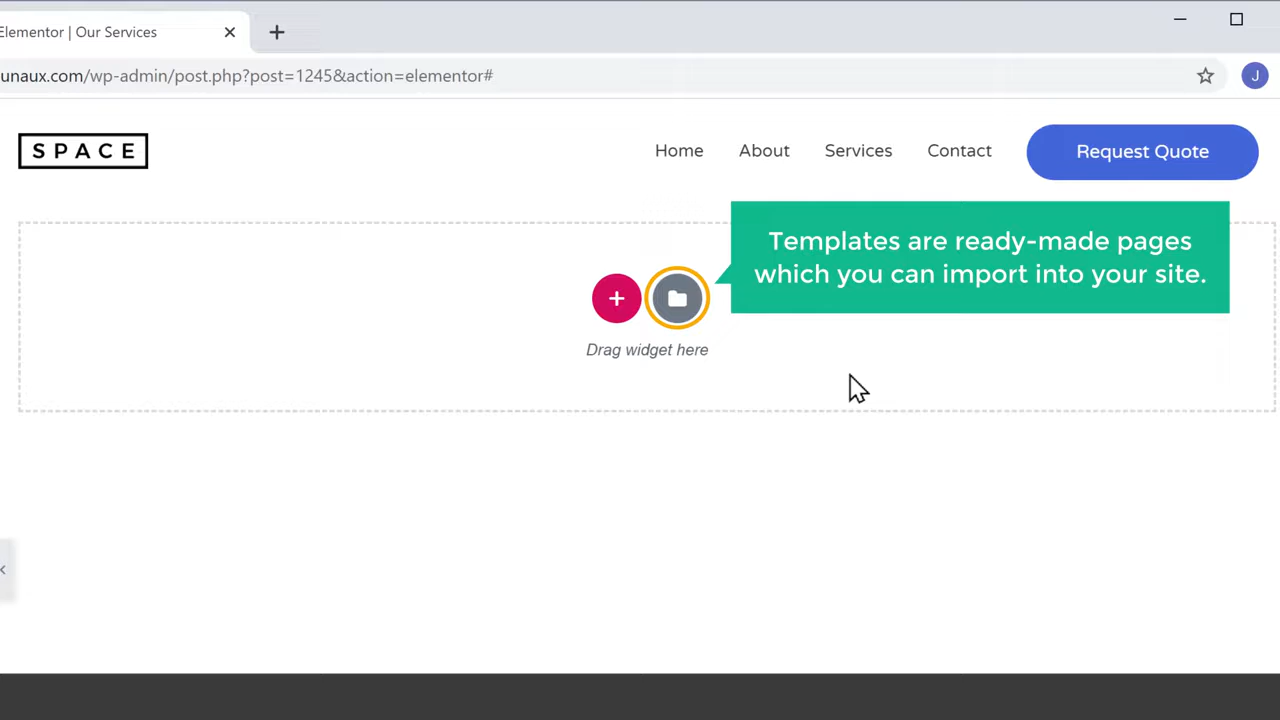 Elementor | Our Services
unaux.com/wp-admin/post.php?post=1245&action=elementor#
J
SPACE
Home
About
Services
Contact
Request Quote
Templates are ready-made pages
which you can import into your site.
Drag widget here